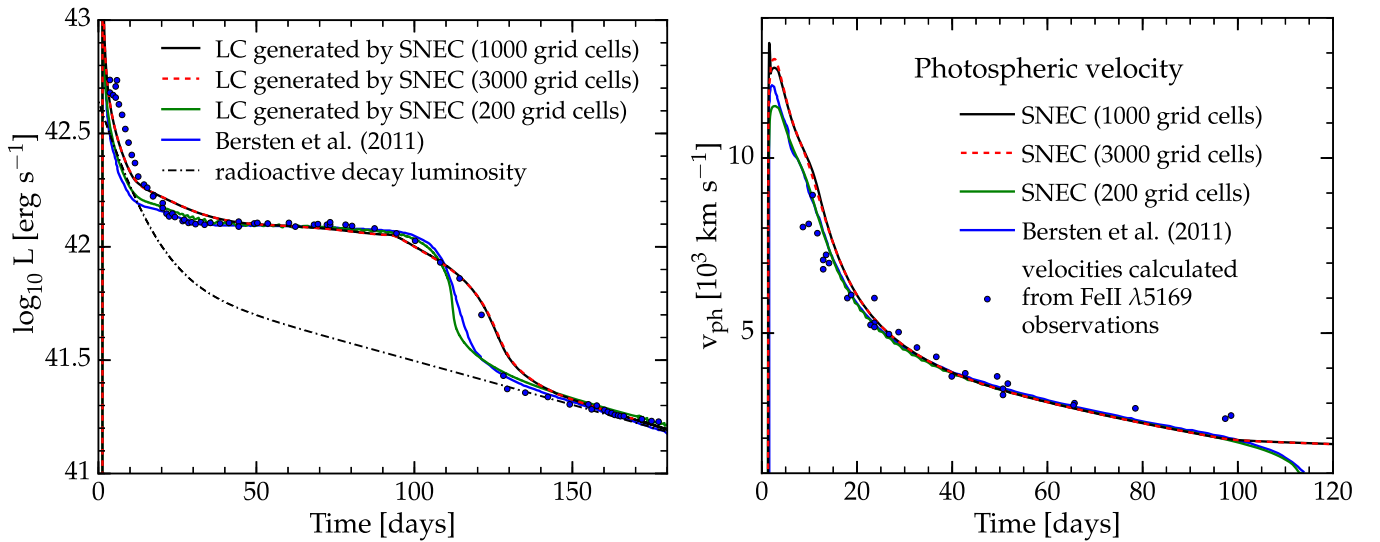 43
42.5
42
41.5
41
log₁₀ L [erg s⁻¹]
LC generated by SNEC (1000 grid cells)
LC generated by SNEC (3000 grid cells)
LC generated by SNEC (200 grid cells)
Bersten et al. (2011)
radioactive decay luminosity
0 50 100 150
Time [days]
10
5
v_ph [10³ km s⁻¹]
Photospheric velocity
SNEC (1000 grid cells)
SNEC (3000 grid cells)
SNEC (200 grid cells)
Bersten et al. (2011)
velocities calculated
from FeII λ5169
observations
0 20 40 60 80 100 120
Time [days]